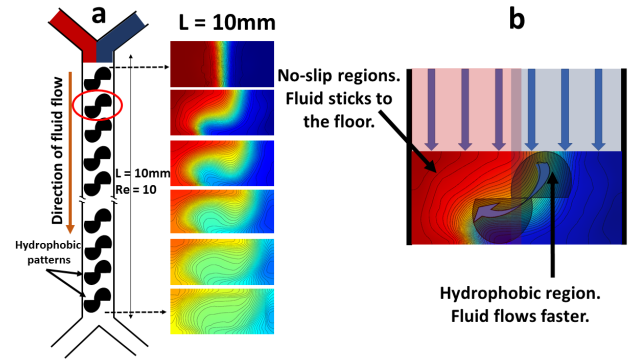 a
L = 10mm
Direction of fluid flow
L = 10mm
Re = 10
Hydrophobic
patterns
b
No-slip regions.
Fluid sticks to
the floor.
Hydrophobic region.
Fluid flows faster.